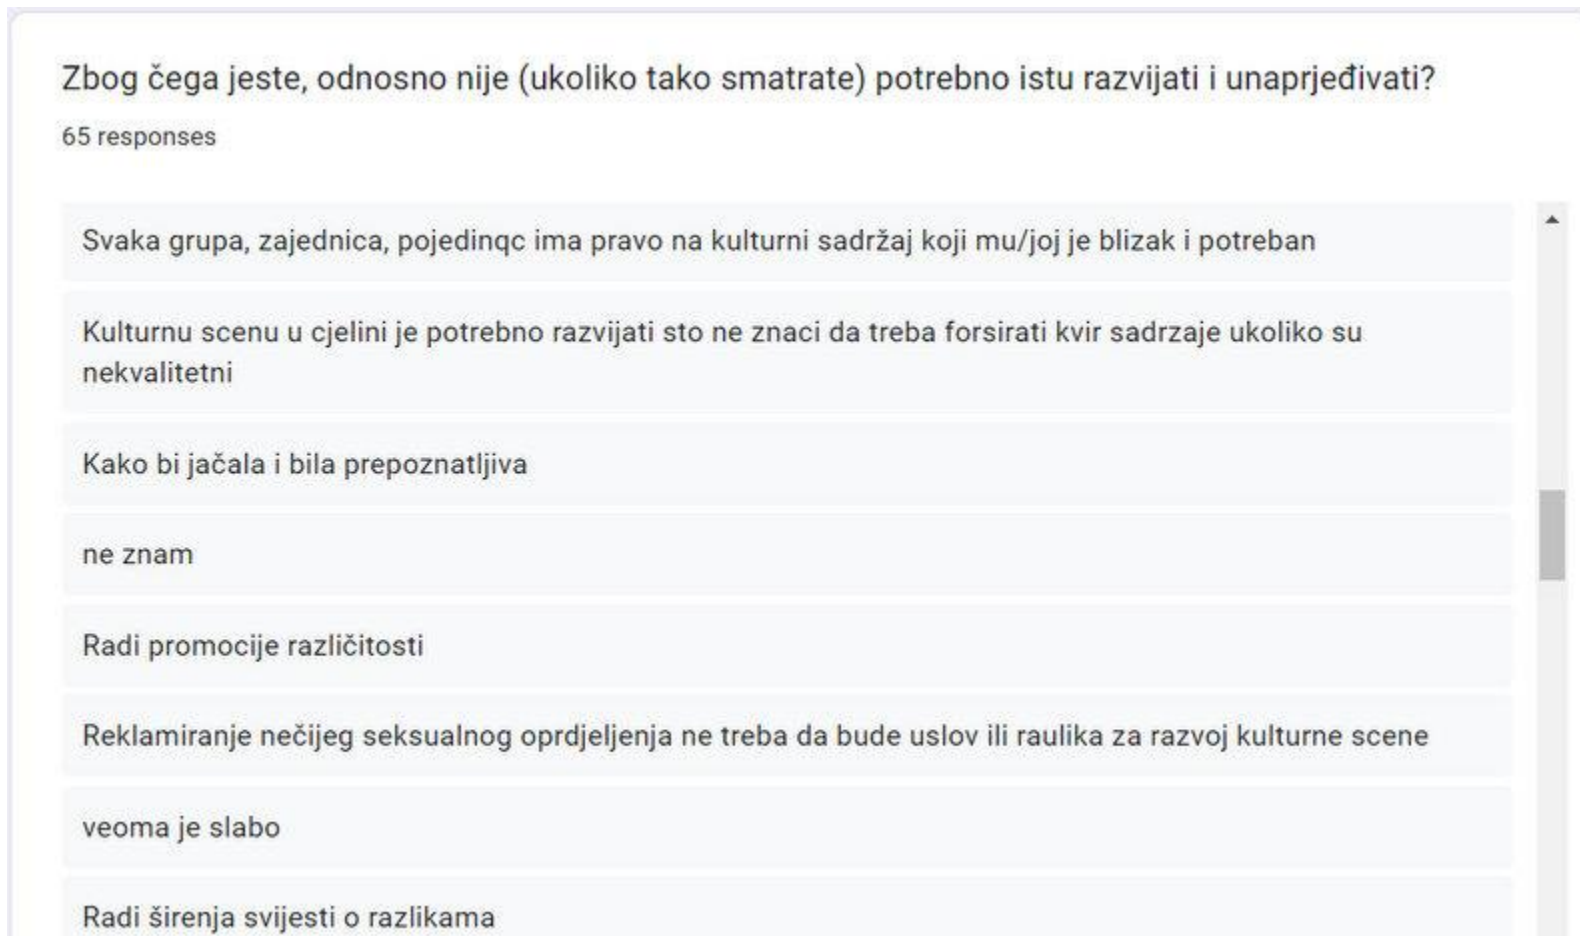 Zbog čega jeste, odnosno nije (ukoliko tako smatrate) potrebno istu razvijati i unaprjeđivati?
65 responses
Svaka grupa, zajednica, pojedinqc ima pravo na kulturni sadržaj koji mu/joj je blizak i potreban
Kulturnu scenu u cjelini je potrebno razvijati sto ne znaci da treba forsirati kvir sadrzaje ukoliko su
nekvalitetni
Kako bi jačala i bila prepoznatljiva
ne znam
Radi promocije različitosti
Reklamiranje nečijeg seksualnog oprdjeljenja ne treba da bude uslov ili raulika za razvoj kulturne scene
veoma je slabo
Radi širenja svijesti o razlikama